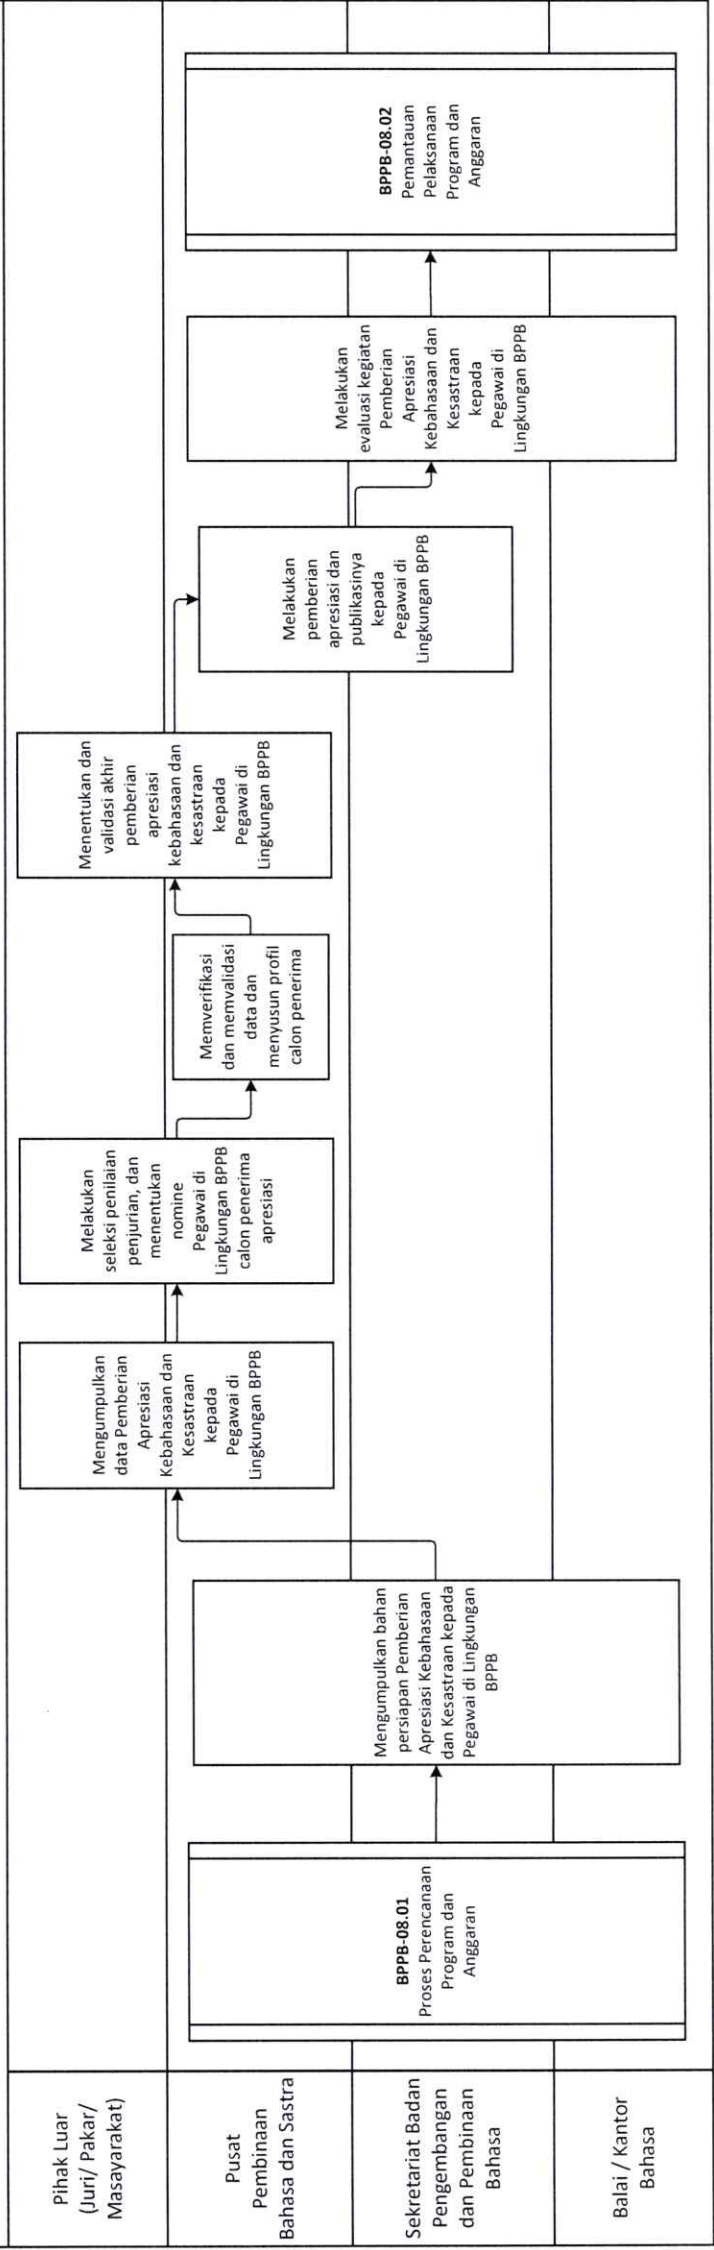 Pihak Luar
(Juri/ Pakar/
Masayarakat)
Pusat
Pembinaan
Bahasa dan Sastra
Sekretariat Badan
Pengembangan
dan Pembinaan
Bahasa
Balai / Kantor
Bahasa
BPPB-08.01
Proses Perencanaan
Program dan
Anggaran
Mengumpulkan bahan
persiapan Pemberian
Apresiasi Kebahasaan
dan Kesastraan kepada
Pegawai di Lingkungan
BPPB
Mengumpulkan
data Pemberian
Apresiasi
Kebahasaan dan
Kesastraan
kepada
Pegawai di
Lingkungan BPPB
Melakukan
seleksi penilaian
penjurian, dan
menentukan
nomine
Pegawai di
Lingkungan BPPB
calon penerima
apresiasi
Memverifikasi
dan memvalidasi
data dan
menyusun profil
calon penerima
Menentukan dan
validasi akhir
pemberian
apresiasi
kebahasaan dan
kesastraan
kepada
Pegawai di
Lingkungan BPPB
Melakukan
pemberian
apresiasi dan
publikasinya
kepada
Pegawai di
Lingkungan BPPB
Melakukan
evaluasi kegiatan
Pemberian
Apresiasi
Kebahasaan dan
Kesastraan
kepada
Pegawai di
Lingkungan BPPB
BPPB-08.02
Pemantauan
Pelaksanaan
Program dan
Anggaran